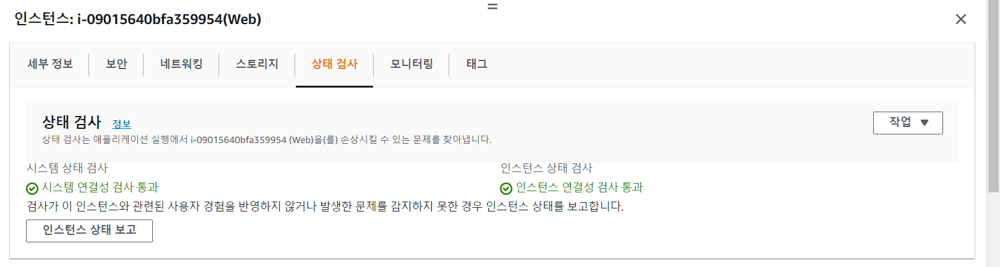 인스턴스: i-09015640bfa359954(Web)
세부 정보 보안 네트워킹 스토리지 상태 검사 모니터링 태그
상태 검사 정보
작업
상태 검사는 애플리케이션 실행에서 i-09015640bfa359954 (Web)을(를) 손상시킬 수 있는 문제를 찾아냅니다.
시스템 상태 검사
시스템 연결성 검사 통과
인스턴스 상태 검사
인스턴스 연결성 검사 통과
검사가 이 인스턴스와 관련된 사용자 경험을 반영하지 않거나 발생한 문제를 감지하지 못한 경우 인스턴스 상태를 보고합니다.
인스턴스 상태 보고